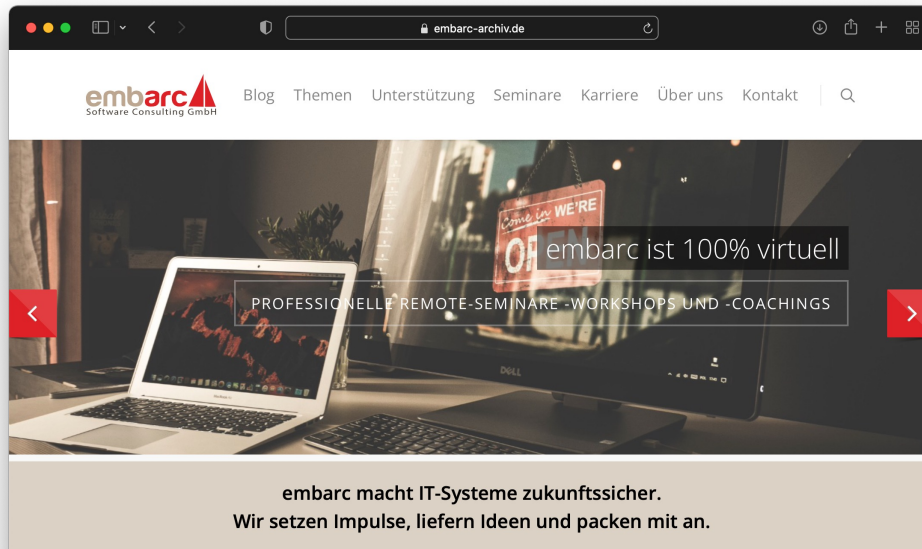 embarc-archiv.de
embarc
Software Consulting GmbH
Blog Themen Unterstützung Seminare Karriere Über uns Kontakt
Come in WE'RE
OPEN
embarc ist 100% virtuell
PROFESSIONELLE REMOTE-SEMINARE -WORKSHOPS UND -COACHINGS
DELL
embarc macht IT-Systeme zukunftssicher.
Wir setzen Impulse, liefern Ideen und packen mit an.